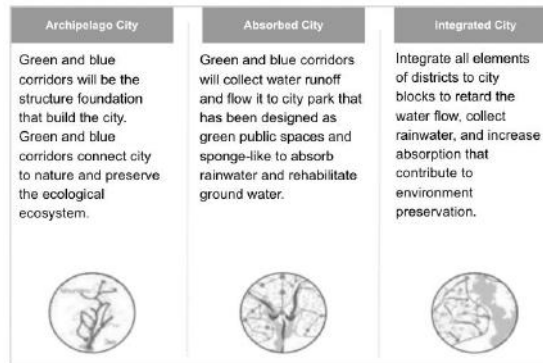 Archipelago City
Green and blue
corridors will be the
structure foundation
that build the city.
Green and blue
corridors connect city
to nature and preserve
the ecological
ecosystem.
Absorbed City
Green and blue corridors
will collect water runoff
and flow it to city park that
has been designed as
green public spaces and
sponge-like to absorb
rainwater and rehabilitate
ground water.
Integrated City
Integrate all elements
of districts to city
blocks to retard the
water flow, collect
rainwater, and increase
absorption that
contribute to
environment
preservation.